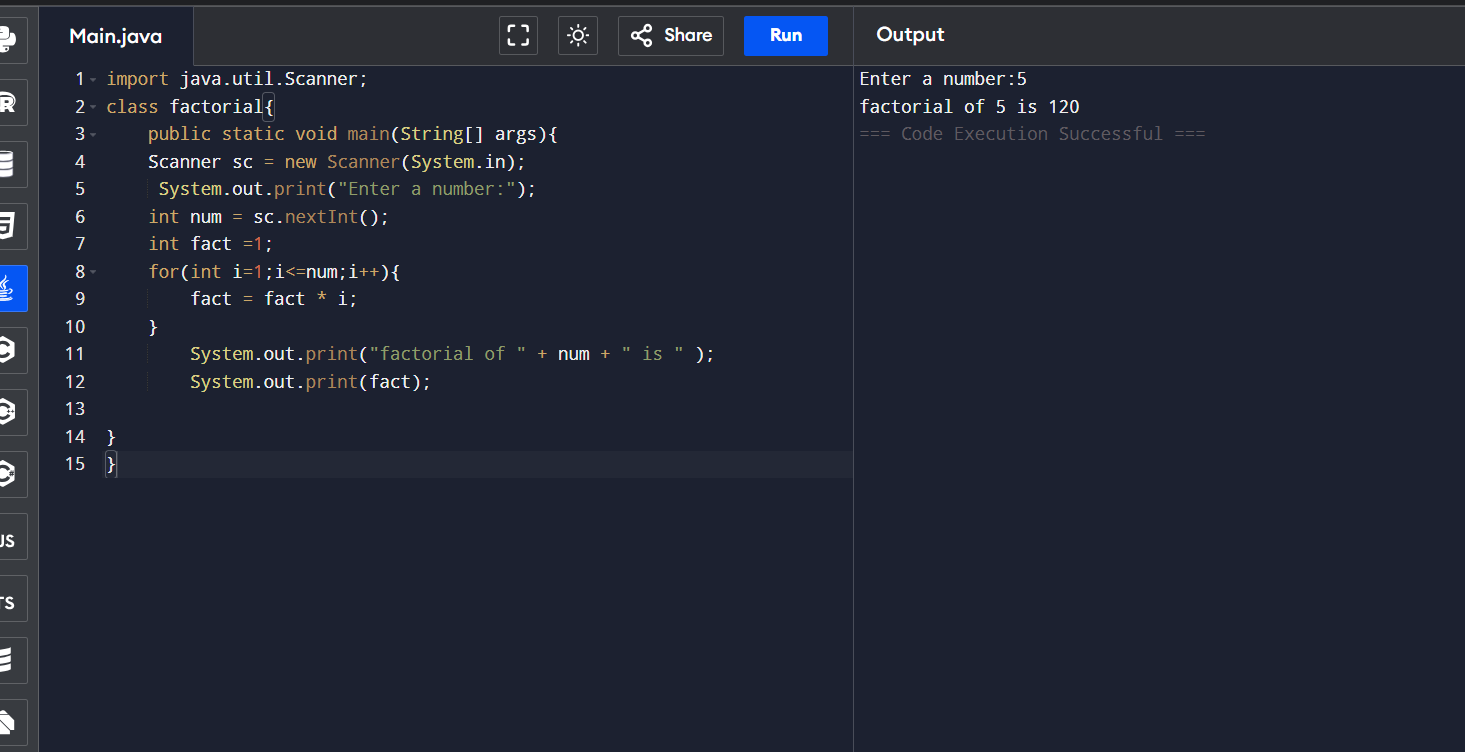 Main.java
Share
Run
Output
1 import java.util.Scanner;
2 class factorial{
3     public static void main(String[] args){
4     Scanner sc = new Scanner(System.in);
5      System.out.print("Enter a number:");
6     int num = sc.nextInt();
7     int fact =1;
8     for(int i=1;i<=num;i++){
9         fact = fact * i;
10     }
11         System.out.print("factorial of " + num + " is " );
12         System.out.print(fact);
13
14 }
15 }
Enter a number:5
factorial of 5 is 120
=== Code Execution Successful ===
R
C
C
C
JS
TS